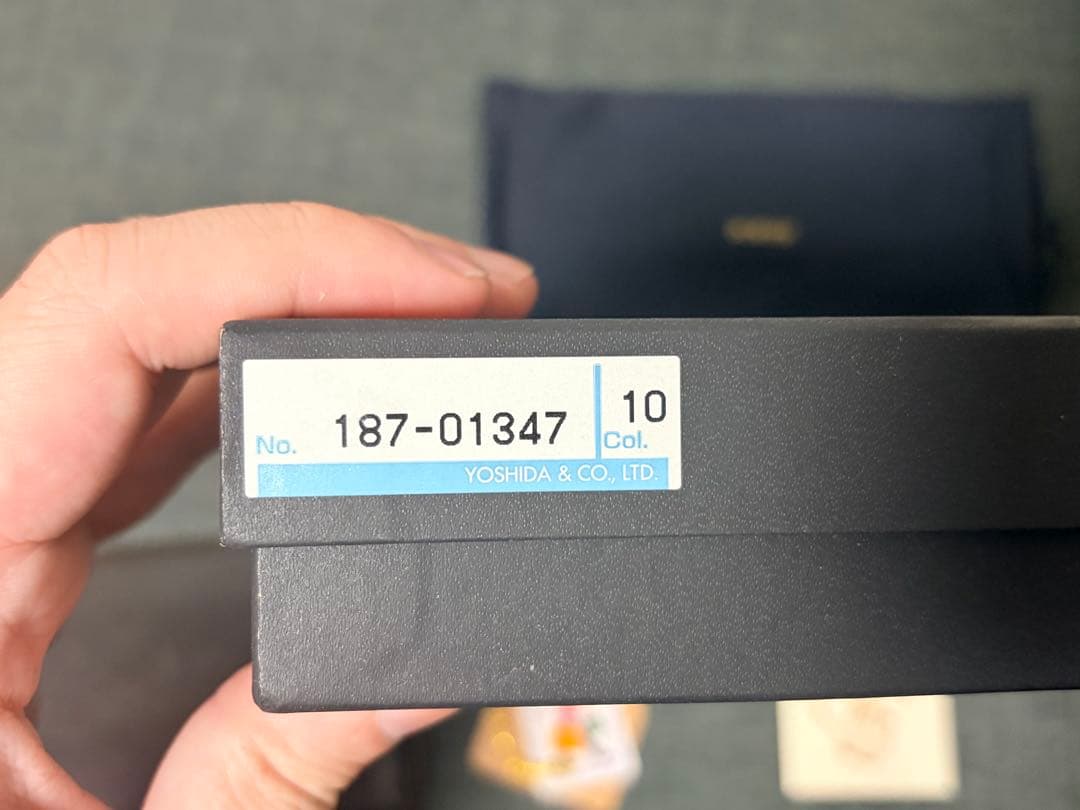 No. 187-01347
Col. 10
YOSHIDA & CO., LTD.